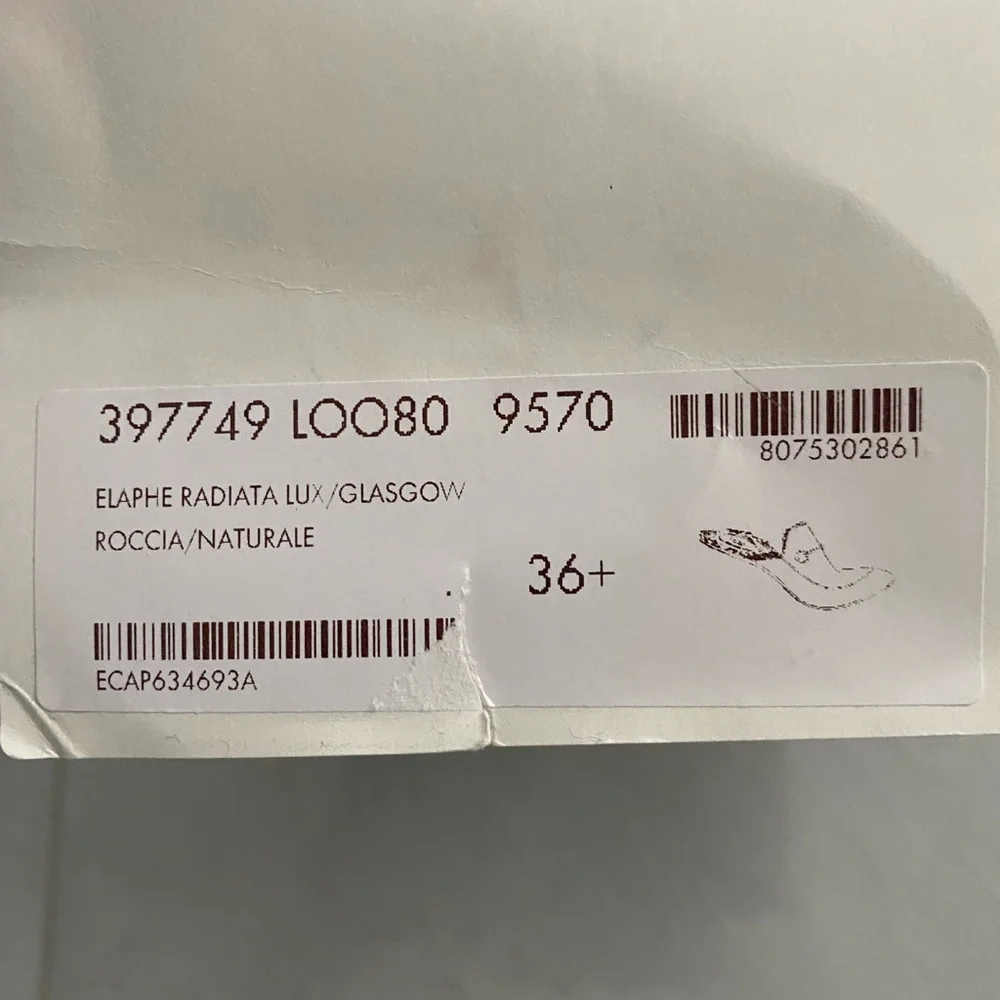 397749 LOO80 9570
8075302861
ELAPHE RADIATA LUX/GLASGOW
ROCCIA/NATURALE
36+
ECAP634693A